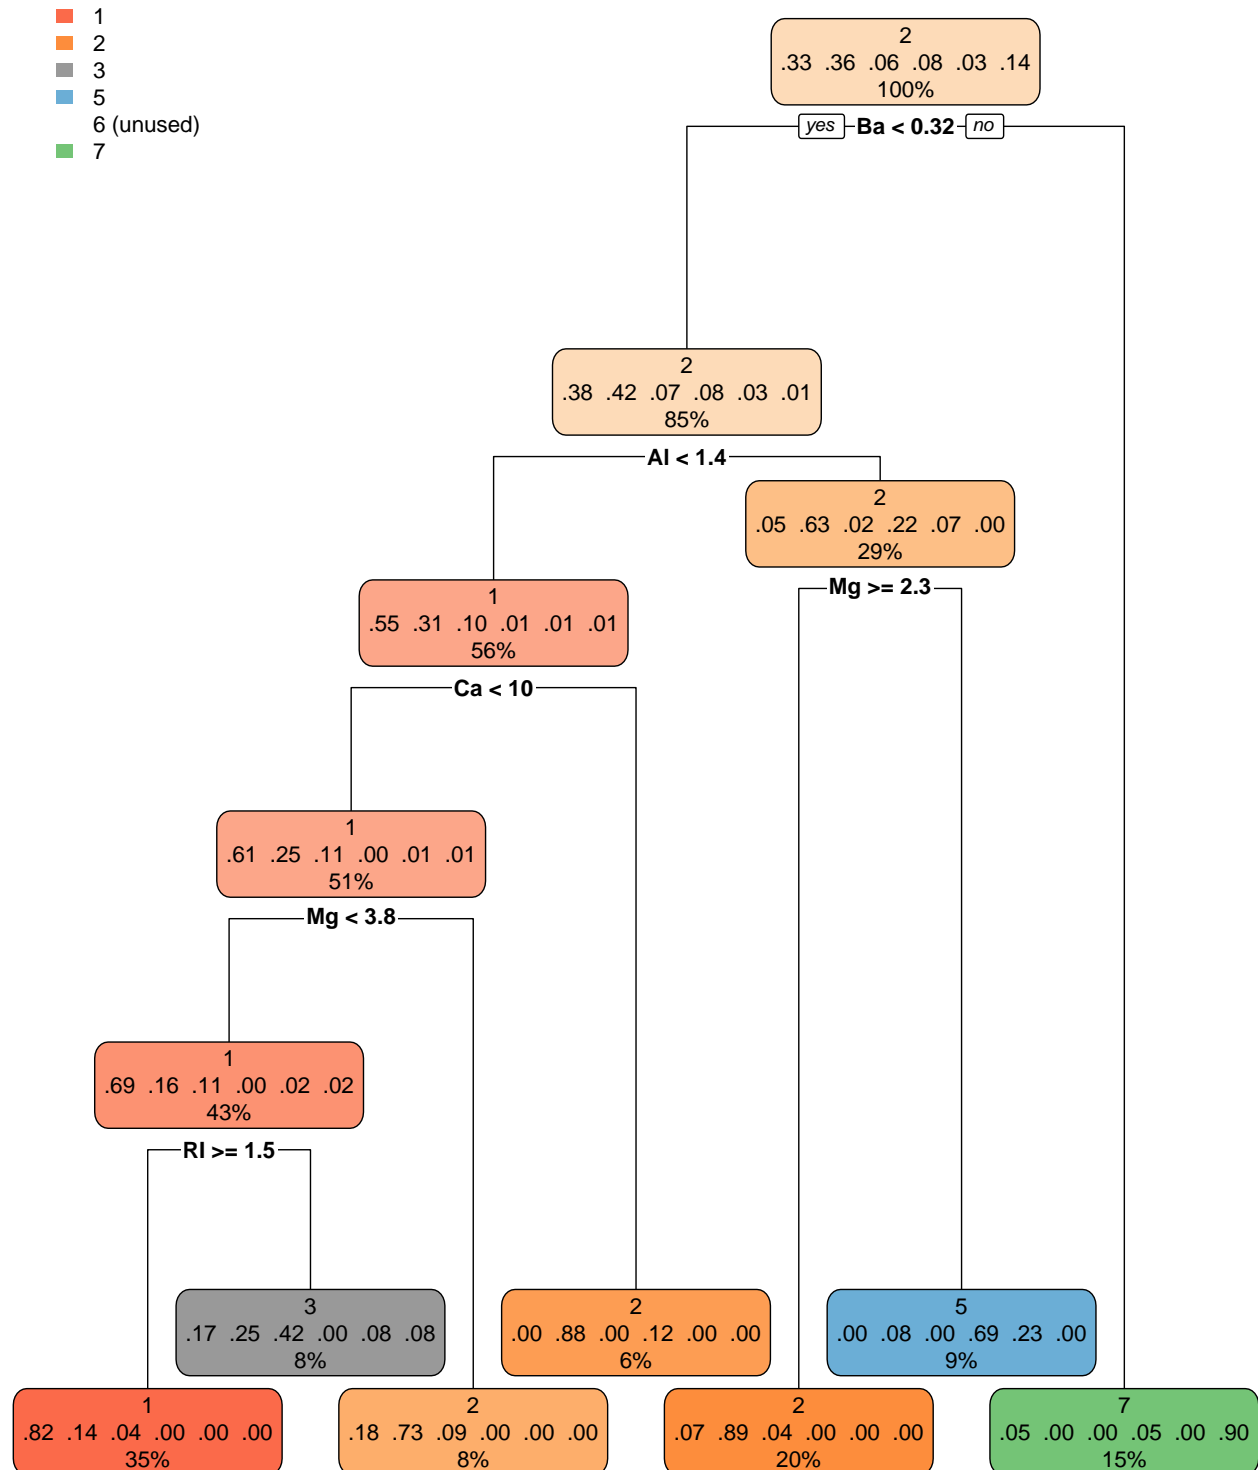 1
2
3
5
6 (unused)
7
2
.33 .36 .06 .08 .03 .14
100%
yes Ba < 0.32 no
2
.38 .42 .07 .08 .03 .01
85%
Al < 1.4
2
.05 .63 .02 .22 .07 .00
29%
Mg >= 2.3
1
.55 .31 .10 .01 .01 .01
56%
Ca < 10
1
.61 .25 .11 .00 .01 .01
51%
Mg < 3.8
1
.69 .16 .11 .00 .02 .02
43%
RI >= 1.5
3
.17 .25 .42 .00 .08 .08
8%
2
.00 .88 .00 .12 .00 .00
6%
5
.00 .08 .00 .69 .23 .00
9%
1
.82 .14 .04 .00 .00 .00
35%
2
.18 .73 .09 .00 .00 .00
8%
2
.07 .89 .04 .00 .00 .00
20%
7
.05 .00 .00 .05 .00 .90
15%